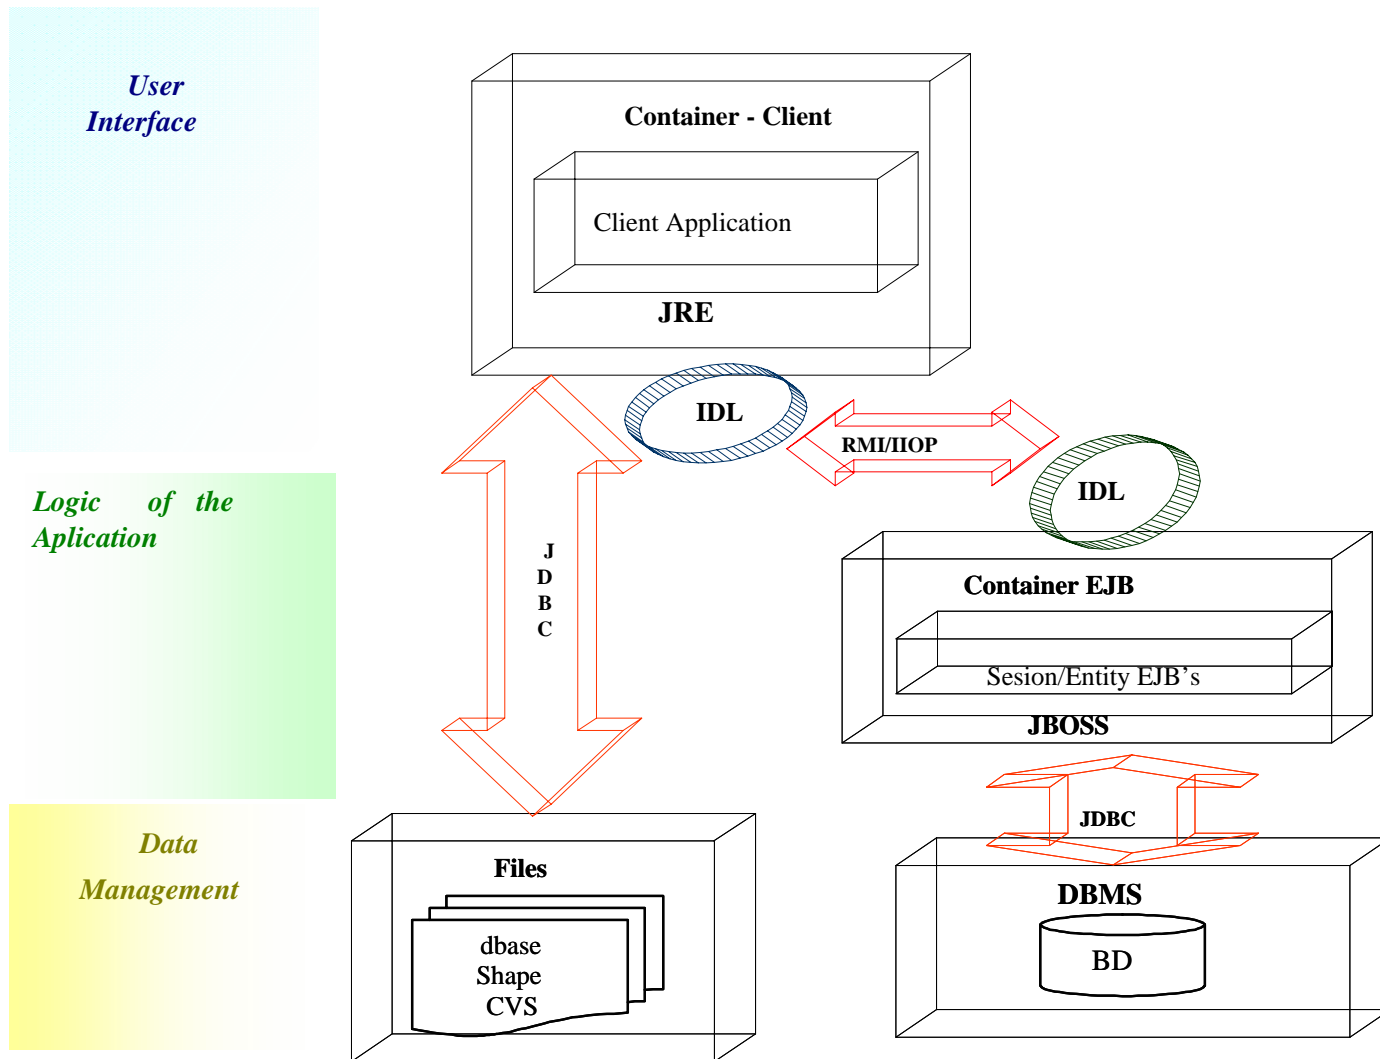 User
Interface
Container - Client
Client Application
JRE
IDL
RMI/IIOP
IDL
Logic of the
Aplication
J
D
B
C
Container EJB
Sesion/Entity EJB’s
JBOSS
JDBC
Data
Management
Files
dbase
Shape
CVS
DBMS
BD